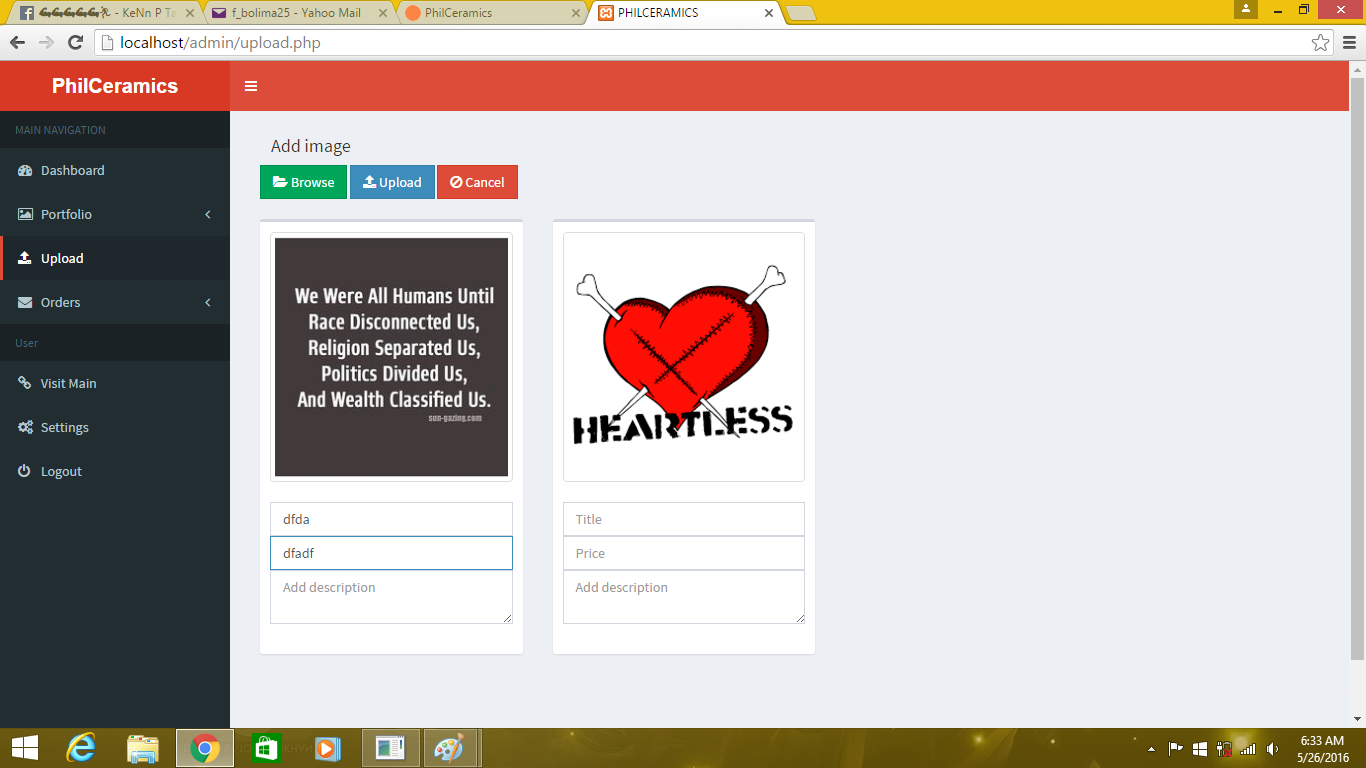 - KeNn P Ta
f_bolima25 - Yahoo Mail
PhilCeramics
PHILCERAMICS
localhost/admin/upload.php
PhilCeramics
MAIN NAVIGATION
Dashboard
Portfolio
Upload
Orders
User
Visit Main
Settings
Logout
Add image
Browse
Upload
Cancel
We Were All Humans Until
Race Disconnected Us,
Religion Separated Us,
Politics Divided Us,
And Wealth Classified Us.
sun-gazing.com
dfda
dfadf
Add description
HEARTLESS
Title
Price
Add description
6:33 AM
5/26/2016